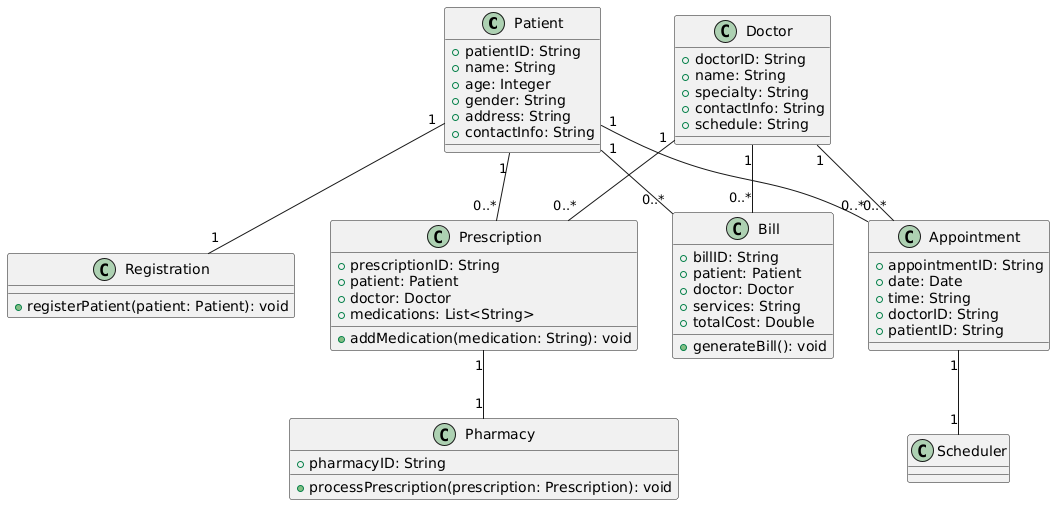 C Patient
patientID: String
name: String
age: Integer
gender: String
address: String
contactInfo: String
C Doctor
doctorID: String
name: String
specialty: String
contactInfo: String
schedule: String
1
1
1
1
1
1
1
1
0..*
0..*
0..*
0..*
0..*
0..*
C Registration
registerPatient(patient: Patient): void
C Prescription
prescriptionID: String
patient: Patient
doctor: Doctor
medications: List<String>
addMedication(medication: String): void
C Bill
billID: String
patient: Patient
doctor: Doctor
services: String
totalCost: Double
generateBill(): void
C Appointment
appointmentID: String
date: Date
time: String
doctorID: String
patientID: String
1
1
1
1
C Pharmacy
pharmacyID: String
processPrescription(prescription: Prescription): void
C Scheduler